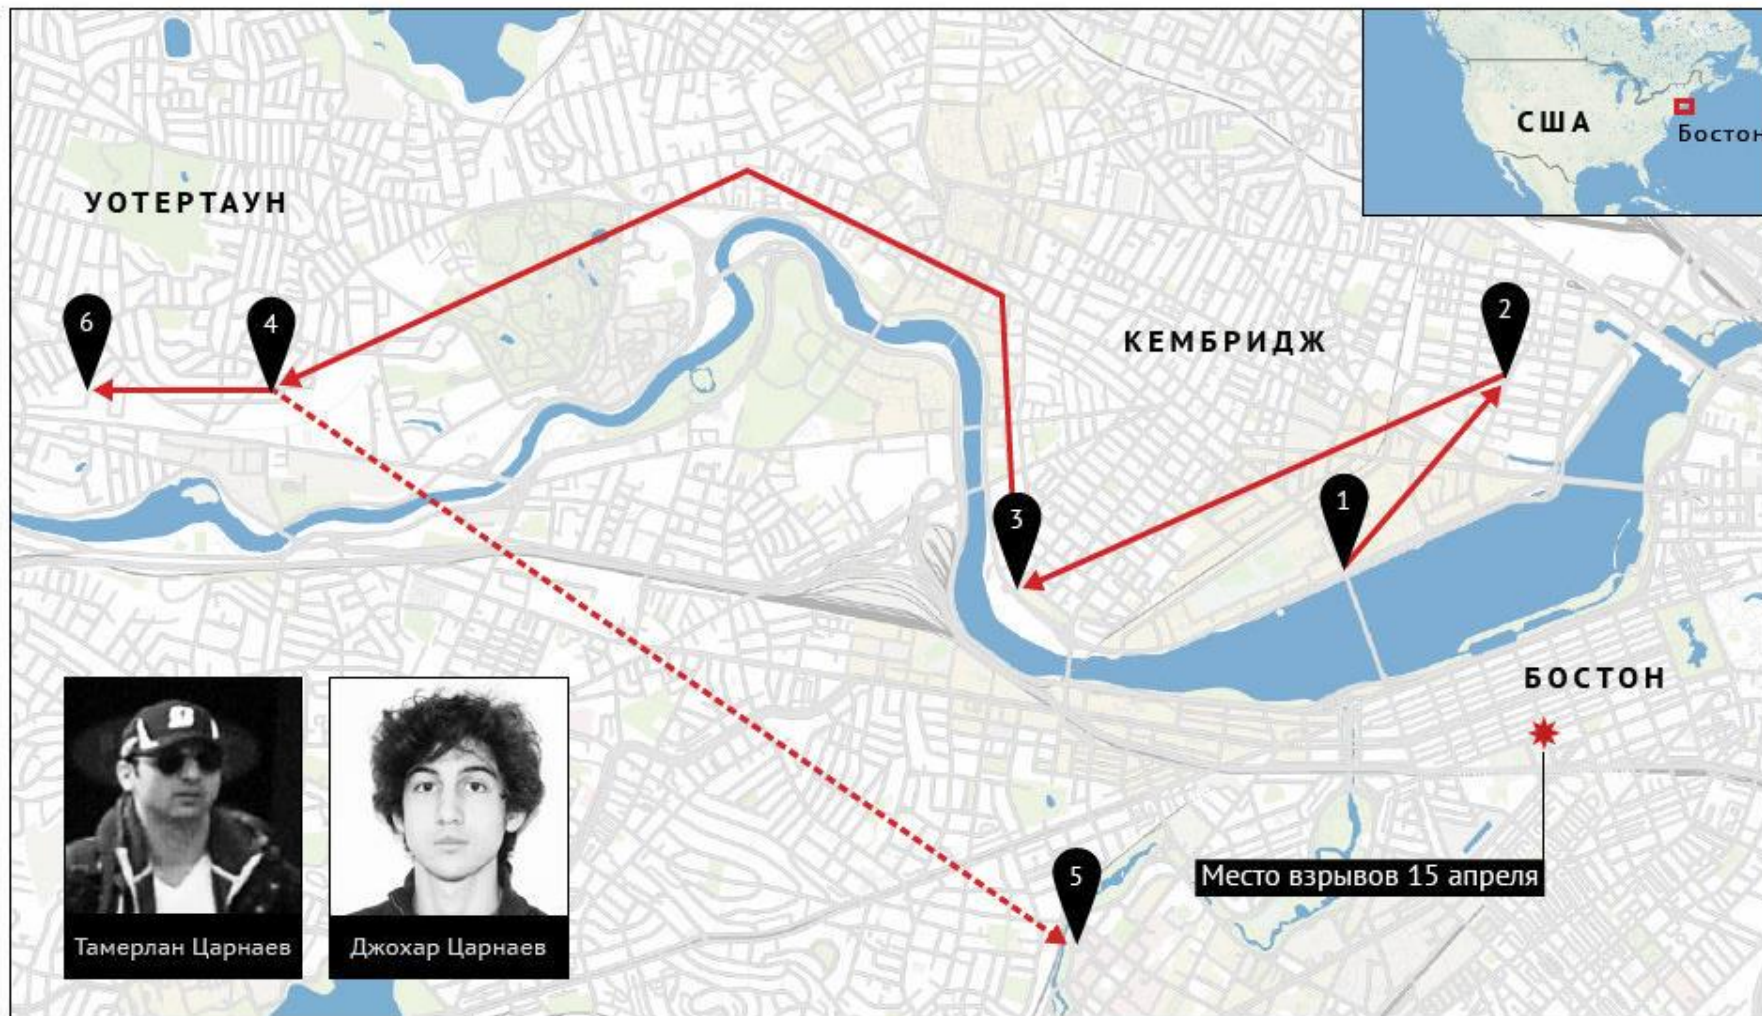 США
Бостон
УОТЕРТАУН
6
4
2
КЕМБРИДЖ
3
1
БОСТОН
5
Место взрывов 15 апреля
Тамерлан Царнаев
Джохар Царнаев